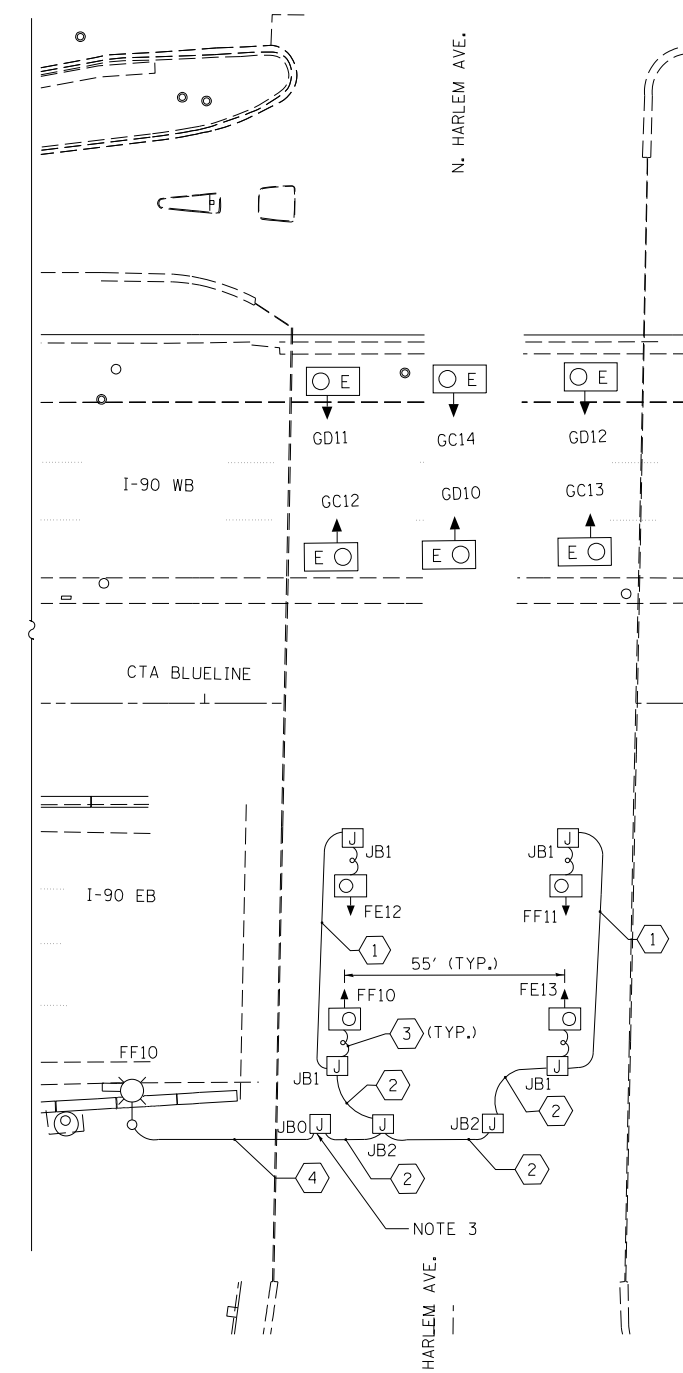 N. HARLEM AVE.
E
E
E
GD11
GC14
GD12
I-90 WB
GC12
GD10
GC13
E
E
E
CTA BLUELINE
J
J
JB1
JB1
I-90 EB
FE12
FF11
1
1
55' (TYP.)
FF10
FE13
3 (TYP.)
FF10
J
J
JB1
JB1
2
2
JB0
J
J
JB2
J
JB2
4
2
2
NOTE 3
HARLEM AVE.